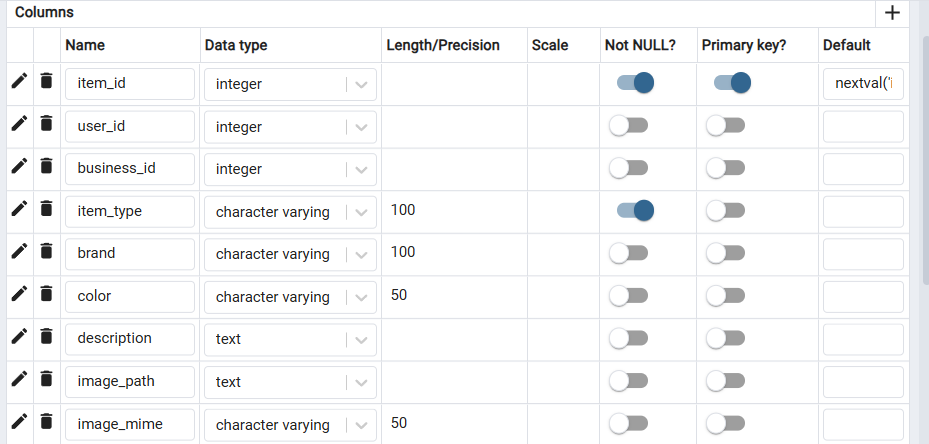 Columns
Name Data type Length/Precision Scale Not NULL? Primary key? Default
item_id integer nextval('i
user_id integer
business_id integer
item_type character varying 100
brand character varying 100
color character varying 50
description text
image_path text
image_mime character varying 50